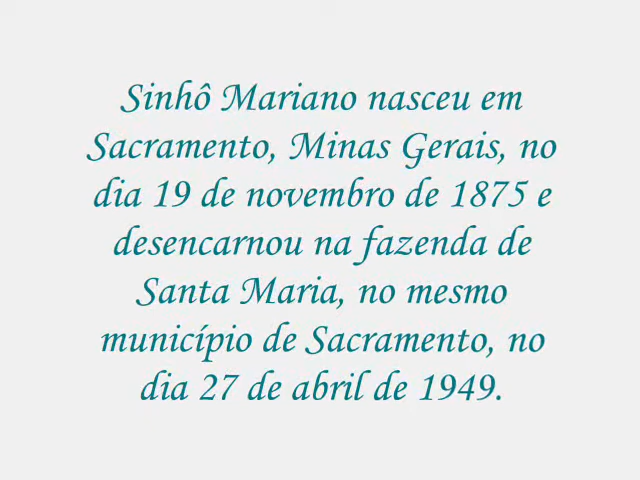 Sinhô Mariano nasceu em
Sacramento, Minas Gerais, no
dia 19 de novembro de 1875 e
desencarnou na fazenda de
Santa Maria, no mesmo
município de Sacramento, no
dia 27 de abril de 1949.